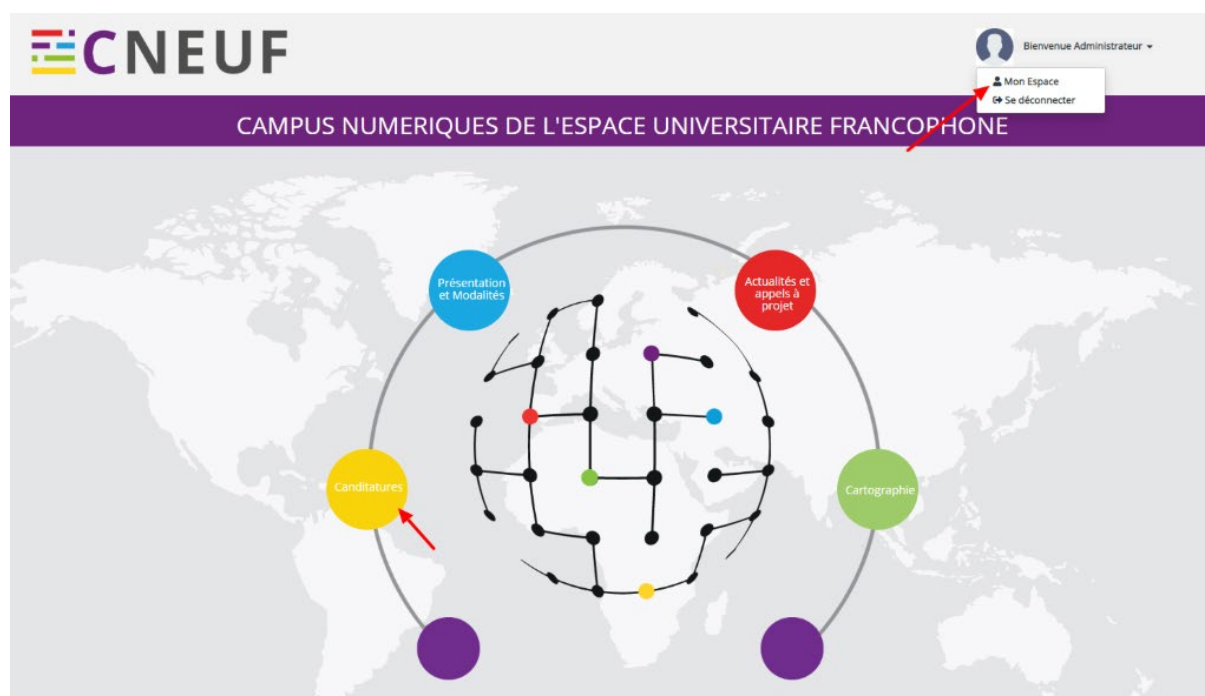 CNEUF
Bienvenue Administrateur
Mon Espace
Se déconnecter
CAMPUS NUMERIQUES DE L'ESPACE UNIVERSITAIRE FRANCOPHONE
Présentation
et Modalités
Actualités et
appels à
projet
Canditatures
Cartographie